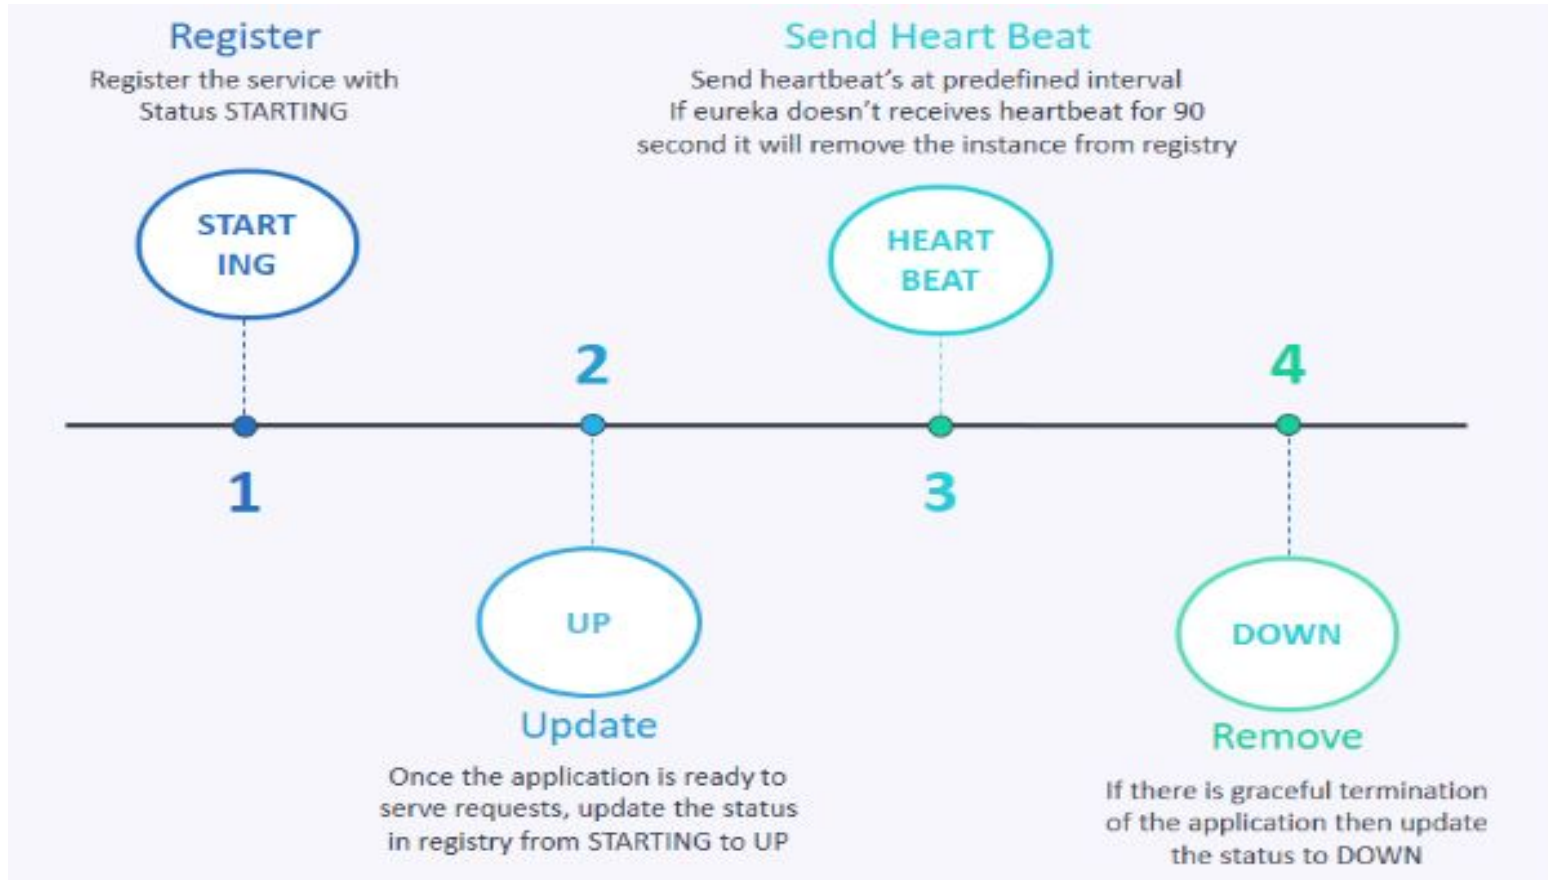 Register
Register the service with
Status STARTING
START
ING
1
2
UP
Update
Once the application is ready to
serve requests, update the status
in registry from STARTING to UP
Send Heart Beat
Send heartbeat's at predefined interval
If eureka doesn't receives heartbeat for 90
second it will remove the instance from registry
HEART
BEAT
3
4
DOWN
Remove
If there is graceful termination
of the application then update
the status to DOWN